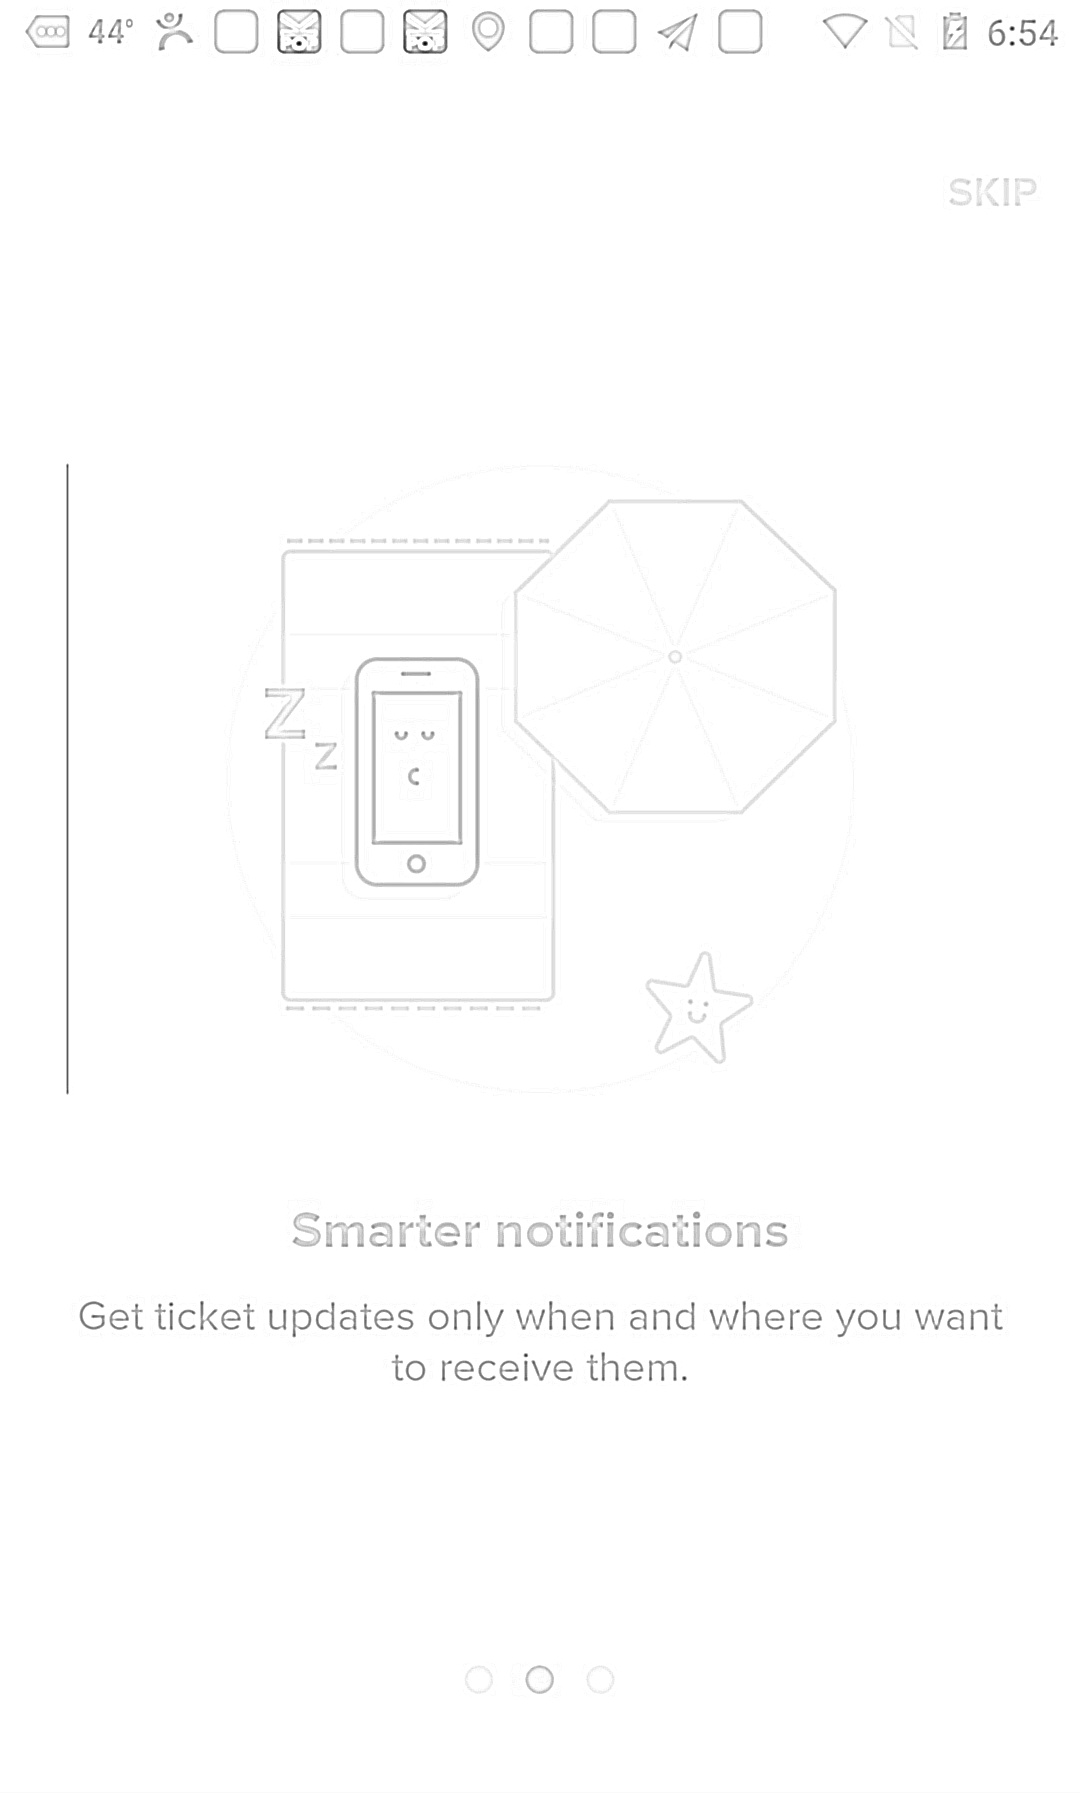 44° 6:54
SKIP
Z
z
Smarter notifications
Get ticket updates only when and where you want
to receive them.